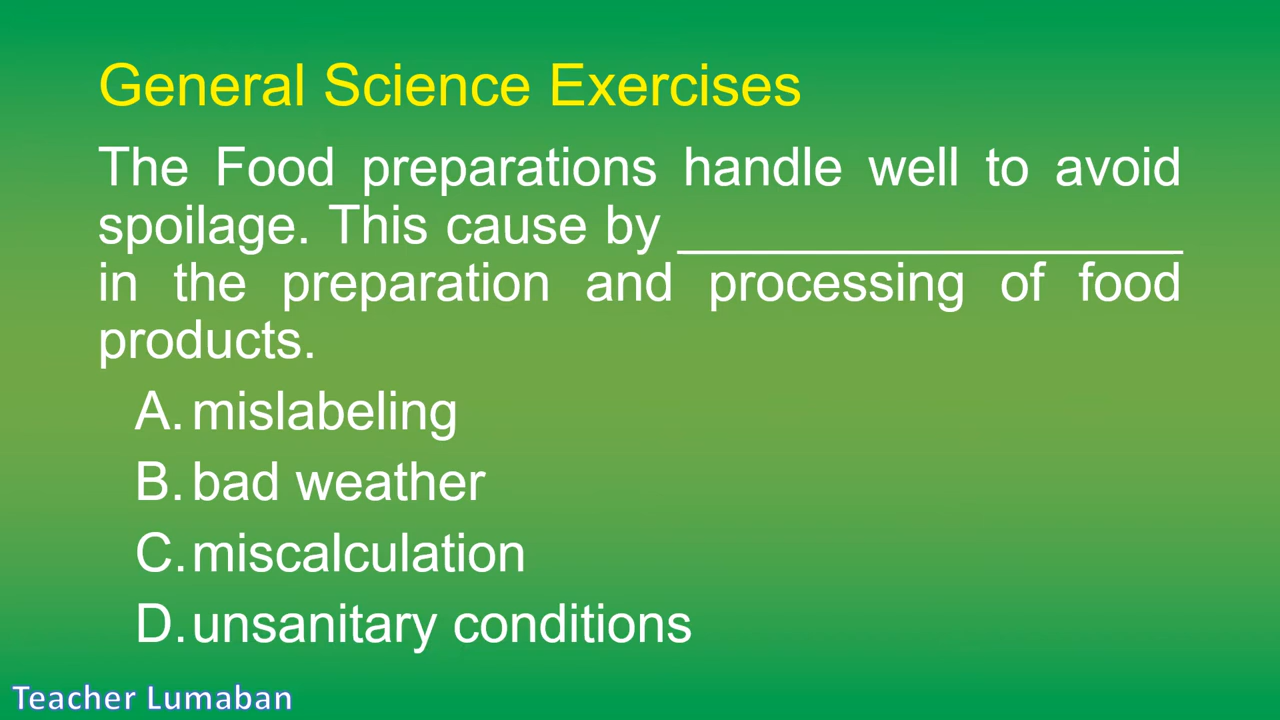 General Science Exercises
The Food preparations handle well to avoid
spoilage. This cause by __________________
in the preparation and processing of food
products.
A. mislabeling
B. bad weather
C. miscalculation
D. unsanitary conditions
Teacher Lumaban